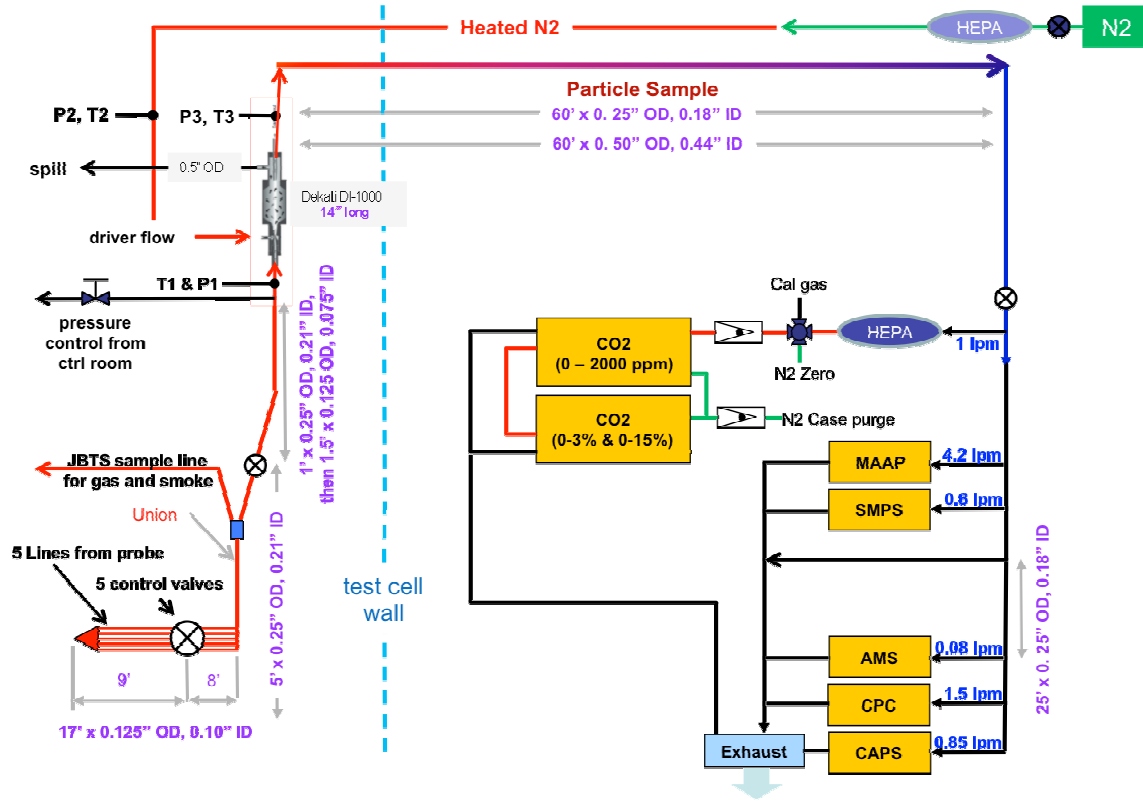 Heated N2
HEPA
N2
Particle Sample
60’ x 0. 25” OD, 0.18” ID
60’ x 0. 50” OD, 0.44” ID
P2, T2
P3, T3
spill
0.5" OD
Dekati DI-1000
14” long
driver flow
T1 & P1
pressure
control from
ctrl room
1’ x 0.25” OD, 0.21” ID,
then 1.5’ x 0.125 OD, 0.075” ID
JBTS sample line
for gas and smoke
Union
5 Lines from probe
5 control valves
9’
8’
17’ x 0.125” OD, 0.10” ID
5’ x 0.25” OD, 0.21” ID
test cell
wall
Cal gas
HEPA
1 lpm
N2 Zero
CO2
(0 – 2000 ppm)
CO2
(0-3% & 0-15%)
N2 Case purge
MAAP
4.2 lpm
SMPS
0.6 lpm
AMS
0.08 lpm
CPC
1.5 lpm
CAPS
0.85 lpm
25’ x 0. 25” OD, 0.18” ID
Exhaust